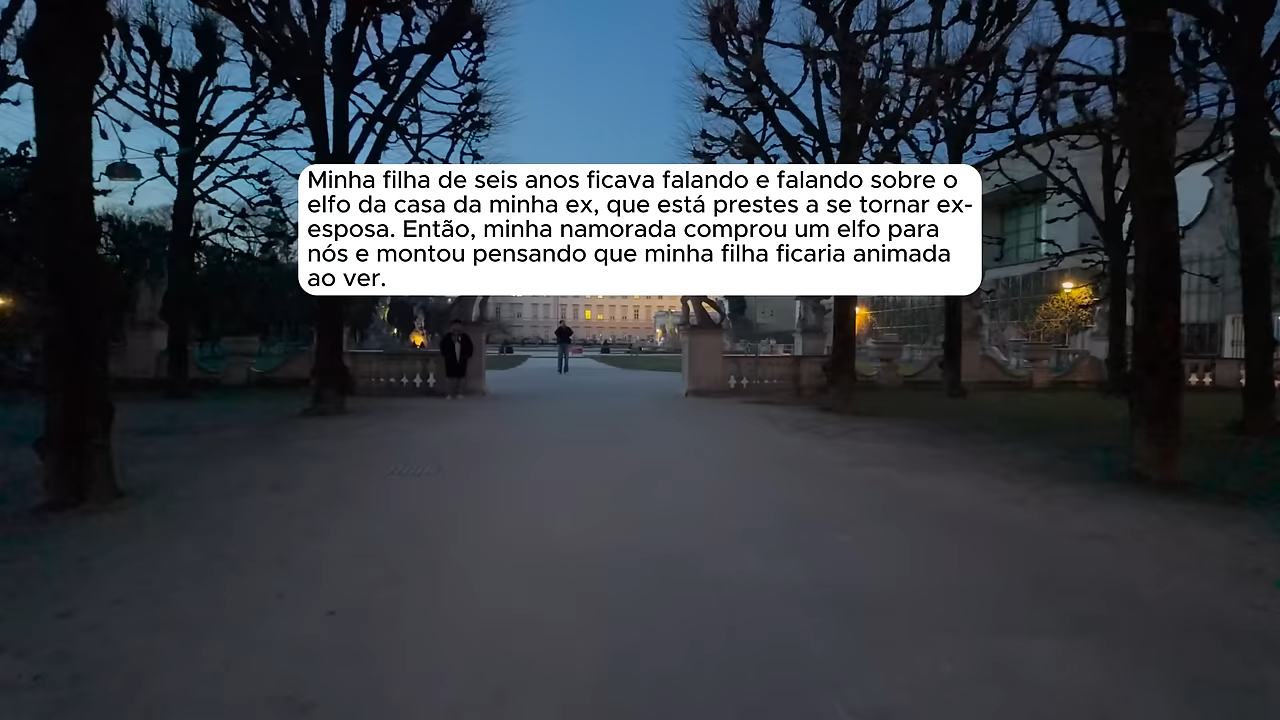 Minha filha de seis anos ficava falando e falando sobre o
elfo da casa da minha ex, que está prestes a se tornar ex-
esposa. Então, minha namorada comprou um elfo para
nós e montou pensando que minha filha ficaria animada
ao ver.